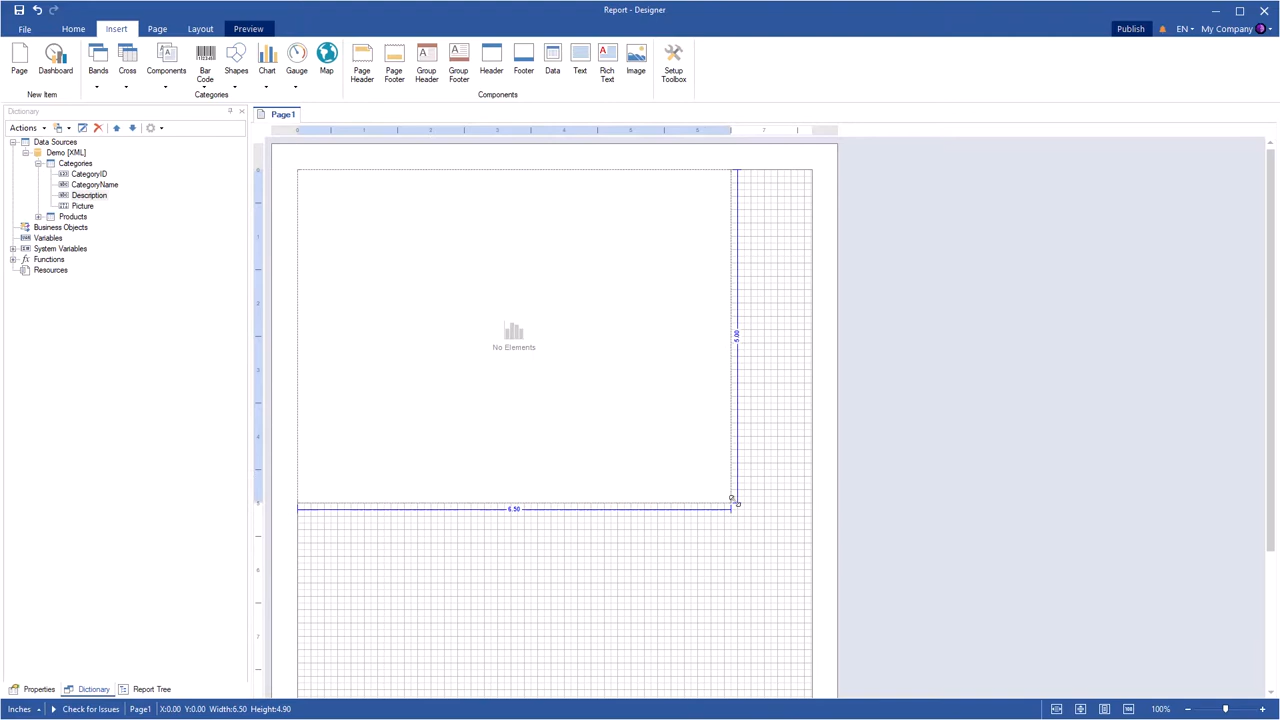 Report - Designer
File Home Insert Page Layout Preview Publish EN My Company
Page Dashboard Bands Cross Components Bar Code Shapes Chart Gauge Map Page Header Page Footer Group Header Group Footer Header Footer Data Text Rich Text Image Setup Toolbox
New Item Categories Components
Dictionary
Page1
Actions
Data Sources
Demo [XML]
Categories
CategoryID
CategoryName
Description
Picture
Products
Business Objects
Variables
System Variables
Functions
Resources
No Elements
5.00
6.50
Properties Dictionary Report Tree
Inches Check for Issues Page1 X:0.00 Y:0.00 Width:6.50 Height:4.90 100%